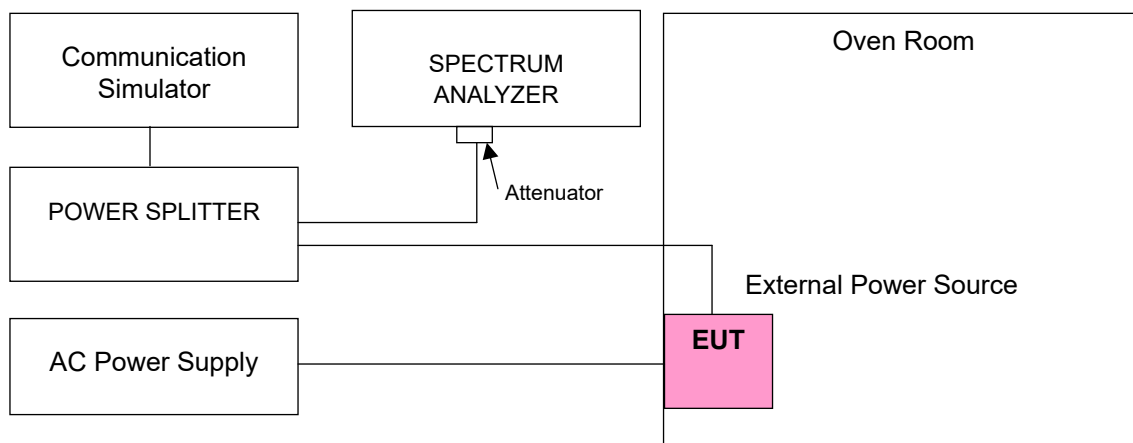 Communication
Simulator
SPECTRUM
ANALYZER
Oven Room
Attenuator
POWER SPLITTER
External Power Source
EUT
AC Power Supply